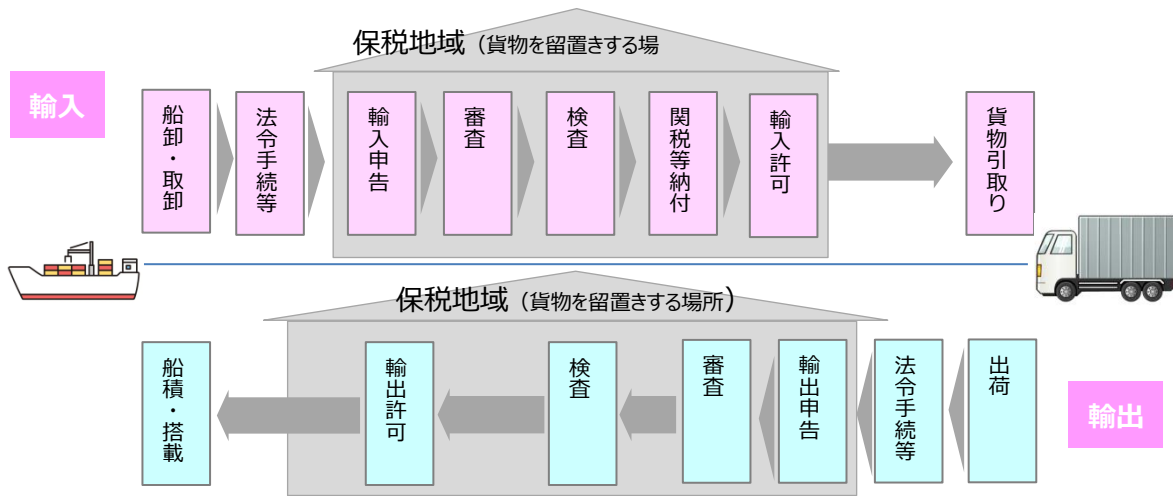 保税地域（貨物を留置きする場
輸入
船卸・取卸
法令手続等
輸入申告
審査
検査
関税等納付
輸入許可
貨物引取り
保税地域（貨物を留置きする場所）
船積・搭載
輸出許可
検査
審査
輸出申告
法令手続等
出荷
輸出